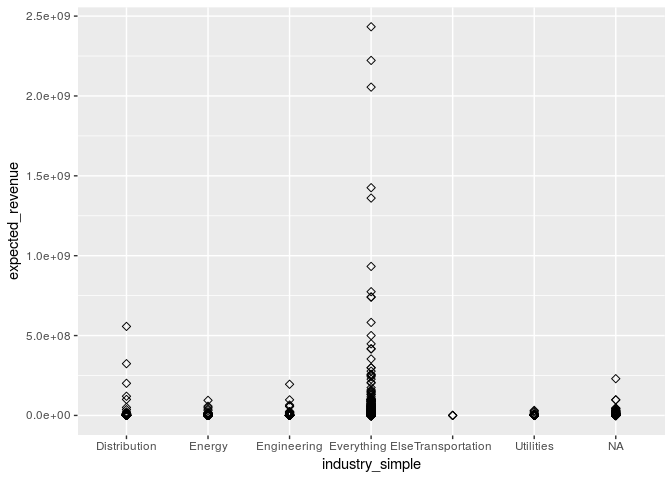 2.5e+09
2.0e+09
1.5e+09
1.0e+09
5.0e+08
0.0e+00
expected_revenue
Distribution Energy Engineering Everything Else Transportation Utilities NA
industry_simple